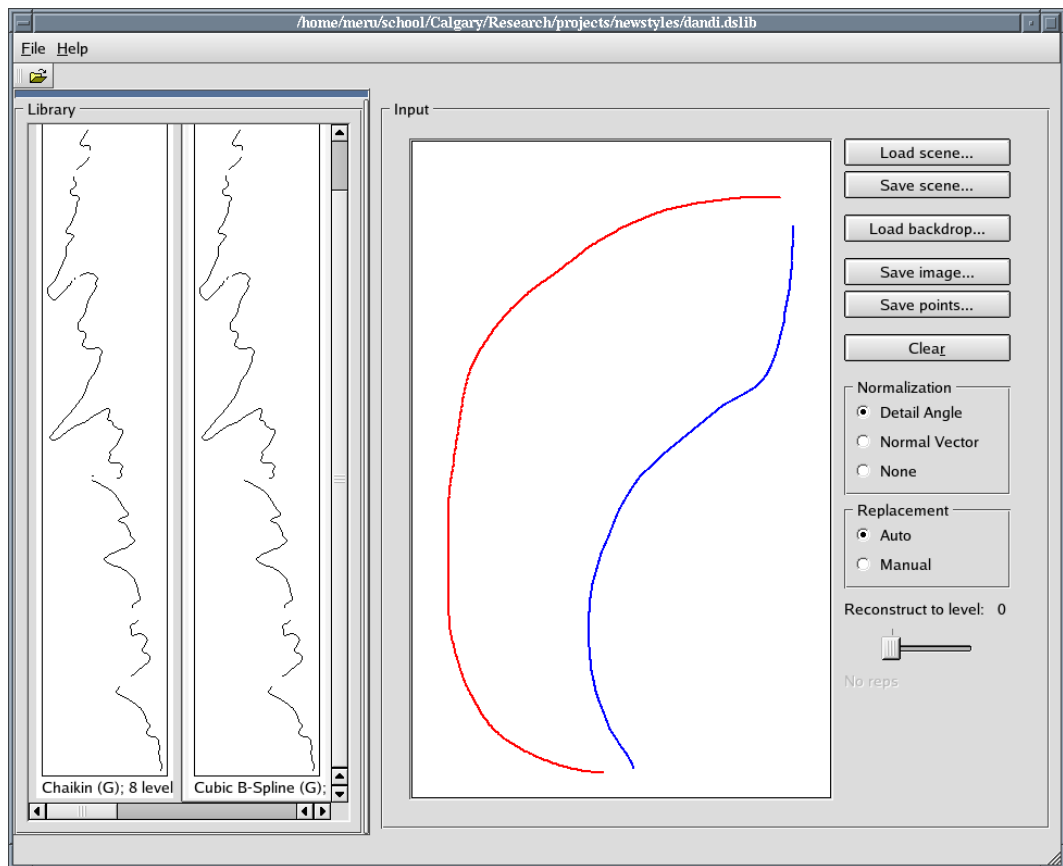 /home/meru/school/Calgary/Research/projects/newstyles/dandi.dslib
File Help
Library
Chaikin (G); 8 level
Cubic B-Spline (G);
Input
Load scene...
Save scene...
Load backdrop...
Save image...
Save points...
Clear
Normalization
Detail Angle
Normal Vector
None
Replacement
Auto
Manual
Reconstruct to level: 0
No reps